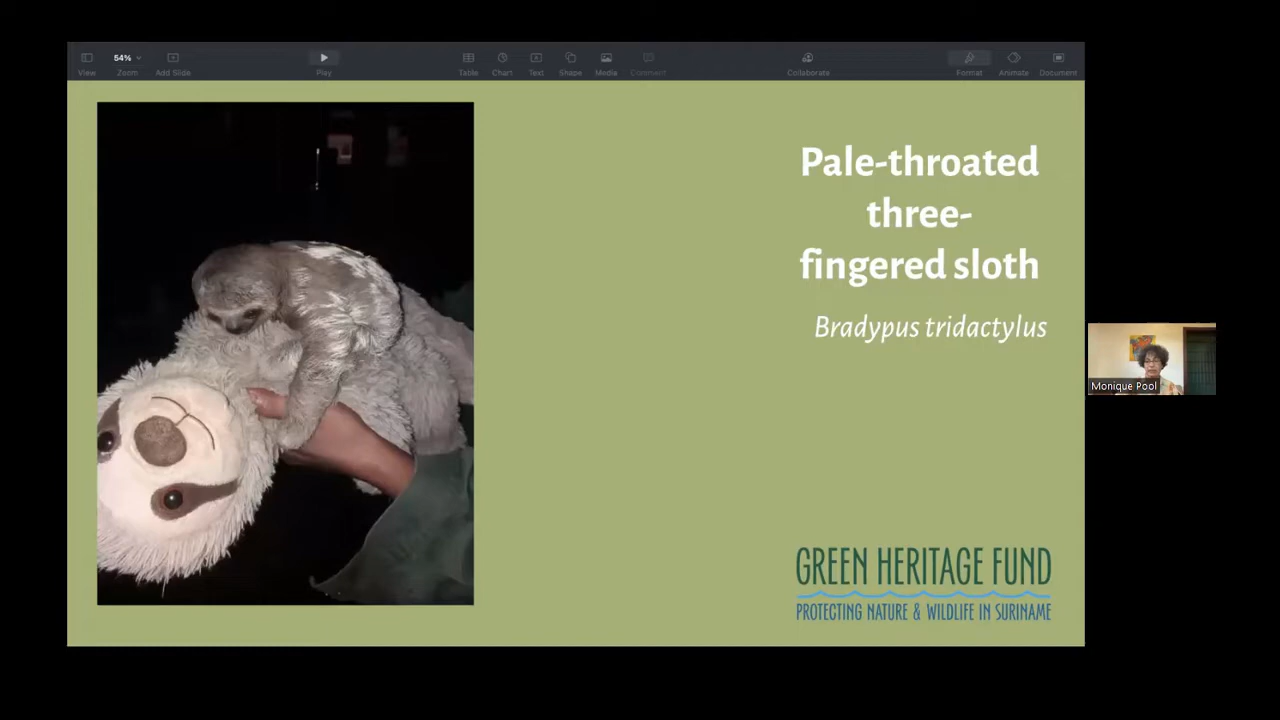 54%
View
Zoom
Add Slide
Play
Table
Chart
Text
Shape
Media
Comment
Collaborate
Format
Animate
Document
Pale-throated
three-
fingered sloth
Bradypus tridactylus
Monique Pool
GREEN HERITAGE FUND
PROTECTING NATURE & WILDLIFE IN SURINAME